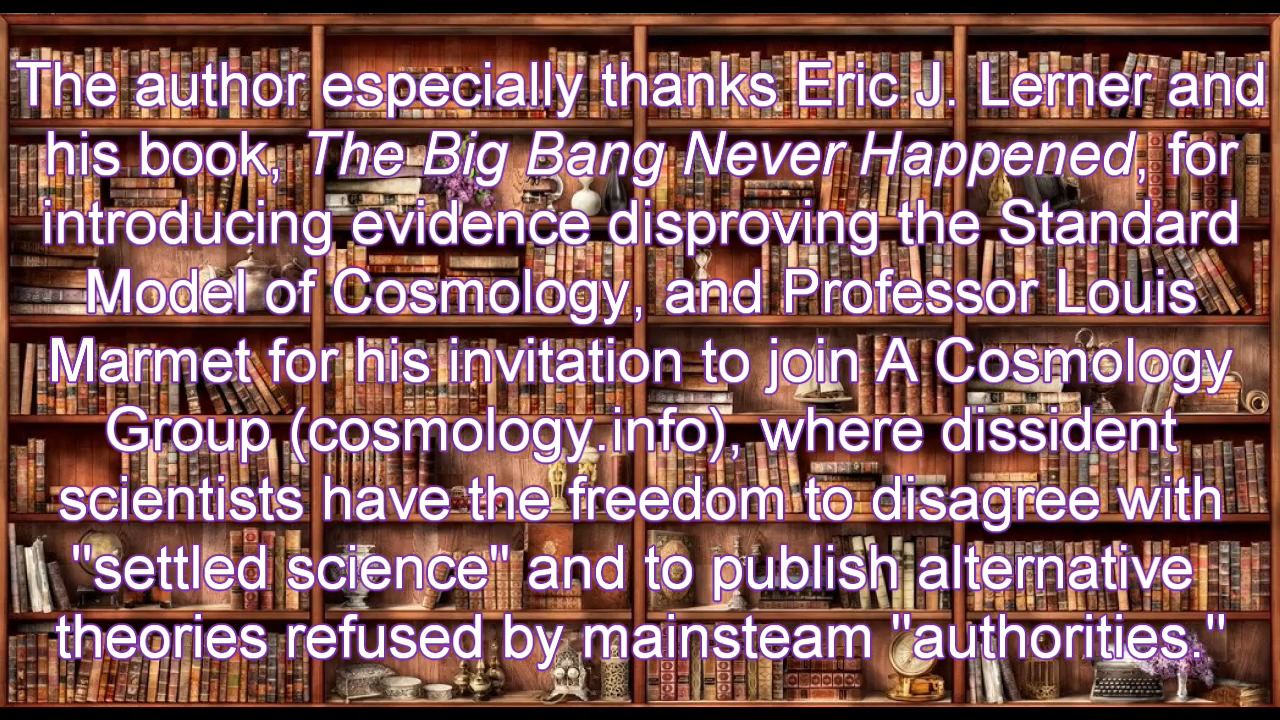 The author especially thanks Eric J. Lerner and
his book, The Big Bang Never Happened, for
introducing evidence disproving the Standard
Model of Cosmology, and Professor Louis
Marmet for his invitation to join A Cosmology
Group (cosmology.info), where dissident
scientists have the freedom to disagree with
"settled science" and to publish alternative
theories refused by mainsteam "authorities."